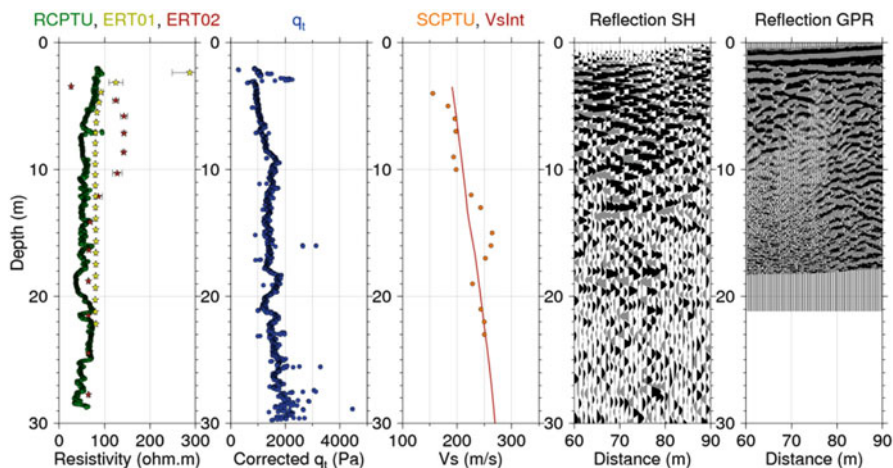 RCPTU, ERT01, ERT02
qt
SCPTU, VsInt
Reflection SH
Reflection GPR
0
10
20
30
Depth (m)
0 100 200 300
Resistivity (ohm.m)
0
10
20
30
0 2000 4000
Corrected qt (Pa)
0
10
20
30
100 200 300
Vs (m/s)
0
10
20
30
60 70 80 90
Distance (m)
0
10
20
30
60 70 80 90
Distance (m)